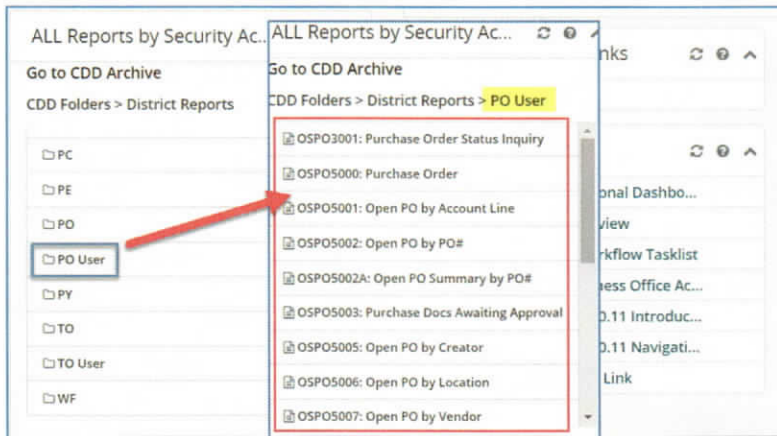 ALL Reports by Security Ac..
Go to CDD Archive
CDD Folders > District Reports
PC
PE
PO
PO User
PY
TO
TO User
WF
ALL Reports by Security Ac...
Go to CDD Archive
CDD Folders > District Reports > PO User
OSPO3001: Purchase Order Status Inquiry
OSPO5000: Purchase Order
OSPO5001: Open PO by Account Line
OSPO5002: Open PO by PO#
OSPO5002A: Open PO Summary by PO#
OSPO5003: Purchase Docs Awaiting Approval
OSPO5005: Open PO by Creator
OSPO5006: Open PO by Location
OSPO5007: Open PO by Vendor
nks
onal Dashbo...
view
rkflow Tasklist
ness Office Ac...
0.11 Introduc...
0.11 Navigati...
Link